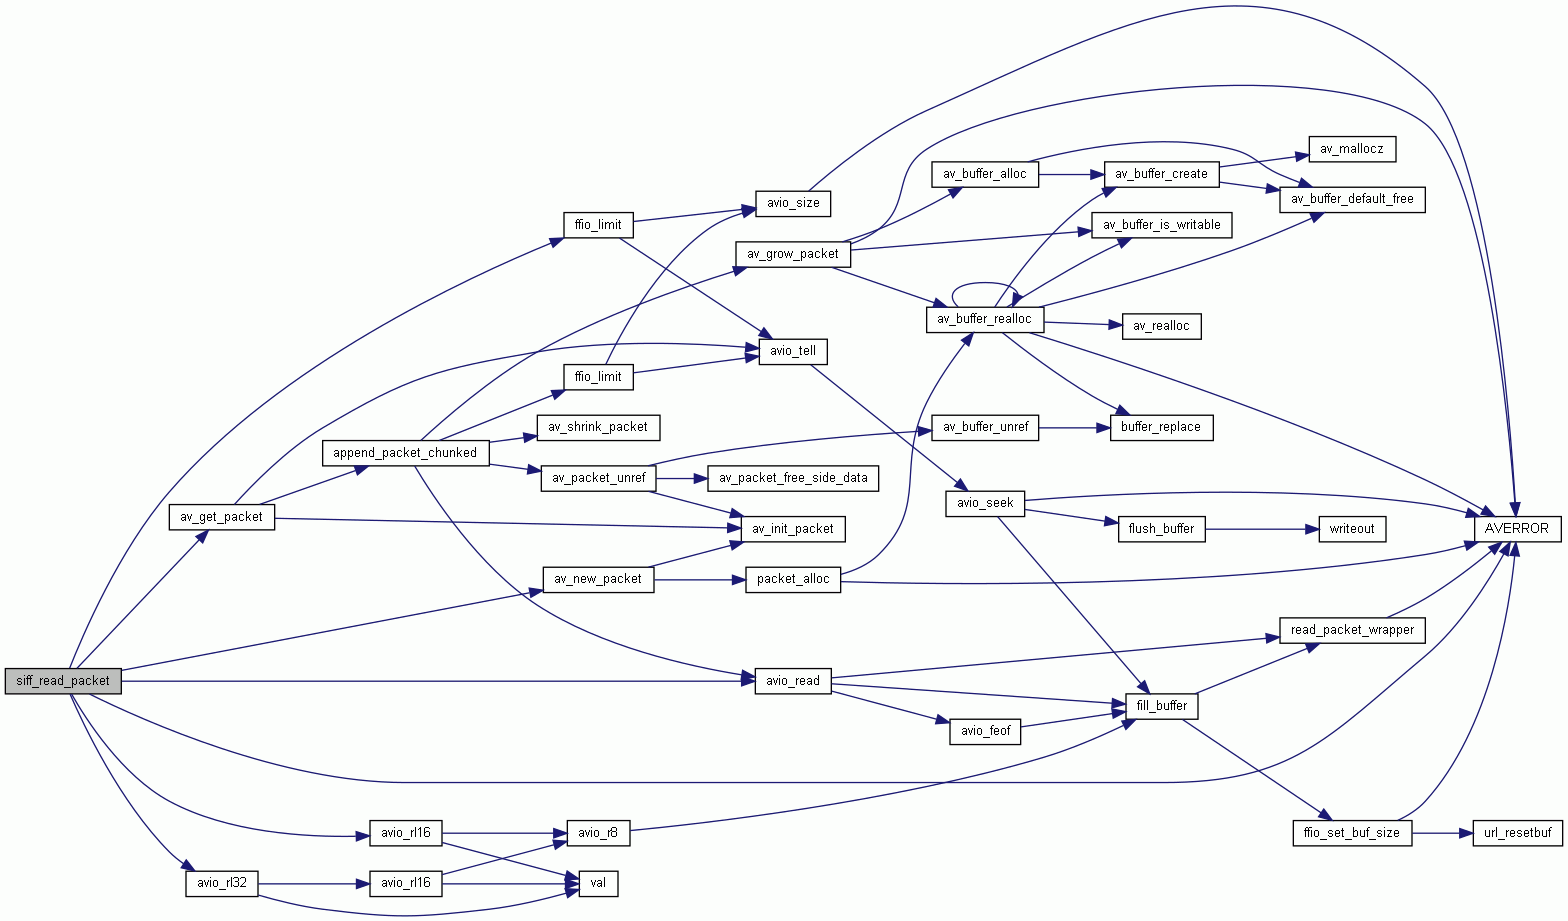 av_mallocz
av_buffer_alloc
av_buffer_create
av_buffer_default_free
avio_size
ffio_limit
av_buffer_is_writable
av_grow_packet
av_buffer_realloc
av_realloc
avio_tell
ffio_limit
av_shrink_packet
av_buffer_unref
buffer_replace
append_packet_chunked
av_packet_unref
av_packet_free_side_data
avio_seek
av_get_packet
av_init_packet
flush_buffer
writeout
AVERROR
av_new_packet
packet_alloc
read_packet_wrapper
siff_read_packet
avio_read
fill_buffer
avio_feof
avio_rl16
avio_r8
ffio_set_buf_size
url_resetbuf
avio_rl32
avio_rl16
val